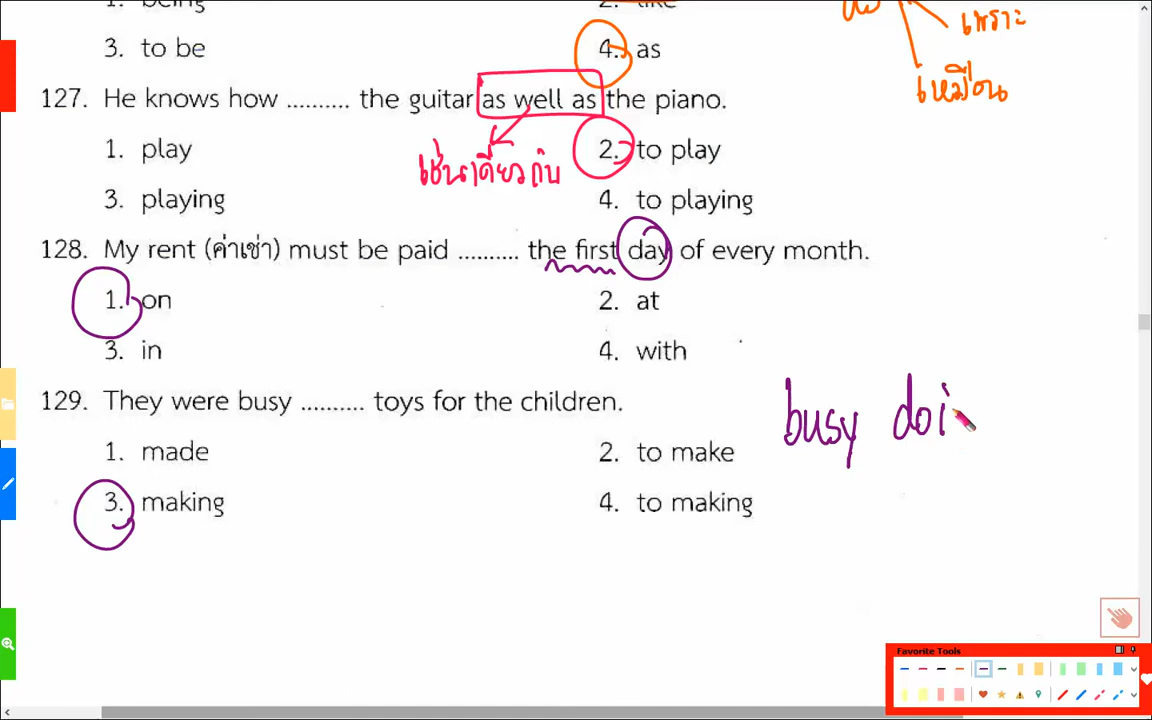 1. being
2. like
3. to be
4. as
เพราะ
เหมือน
127. He knows how .......... the guitar as well as the piano.
1. play
2. to play
เช่นเดียวกับ
3. playing
4. to playing
128. My rent (ค่าเช่า) must be paid .......... the first day of every month.
1. on
2. at
3. in
4. with
129. They were busy .......... toys for the children.
busy doi
1. made
2. to make
3. making
4. to making
Favorite Tools